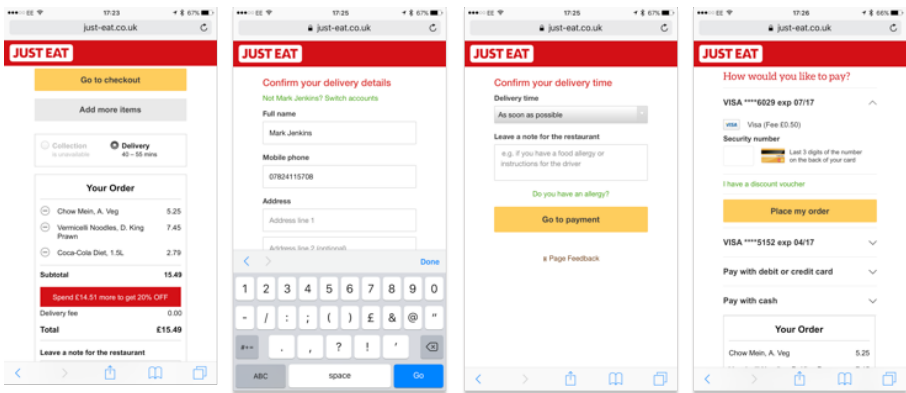 EE 17:23 67%
just-eat.co.uk
JUST EAT
Go to checkout
Add more items
Collection
is unavailable
Delivery
40 – 55 mins
Your Order
Chow Mein, A. Veg 5.25
Vermicelli Noodles, D. King 7.45
Prawn
Coca-Cola Diet, 1.5L 2.79
Subtotal 15.49
Spend £14.51 more to get 20% OFF
Delivery fee 0.00
Total £15.49
Leave a note for the restaurant
EE 17:25 67%
just-eat.co.uk
JUST EAT
Confirm your delivery details
Not Mark Jenkins? Switch accounts
Full name
Mark Jenkins
Mobile phone
07824115708
Address
Address line 1
Address line 2 (optional)
Done
1 2 3 4 5 6 7 8 9 0
- / : ; ( ) £ & @ "
#+= . , ? ! '
ABC space Go
EE 17:25 67%
just-eat.co.uk
JUST EAT
Confirm your delivery time
Delivery time
As soon as possible
Leave a note for the restaurant
e.g. if you have a food allergy or
instructions for the driver
Do you have an allergy?
Go to payment
Page Feedback
EE 17:26 66%
just-eat.co.uk
JUST EAT
How would you like to pay?
VISA ****6029 exp 07/17
VISA Visa (Fee £0.50)
Security number
Last 3 digits of the number
on the back of your card
I have a discount voucher
Place my order
VISA ****5152 exp 04/17
Pay with debit or credit card
Pay with cash
Your Order
Chow Mein, A. Veg 5.25